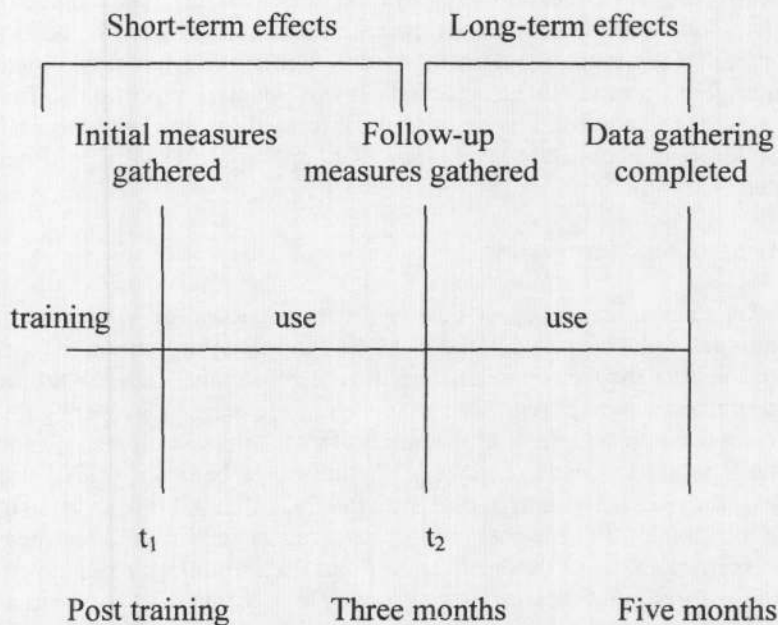 Short-term effects Long-term effects
Initial measures Follow-up Data gathering
gathered measures gathered completed
training use use
t₁ t₂
Post training Three months Five months